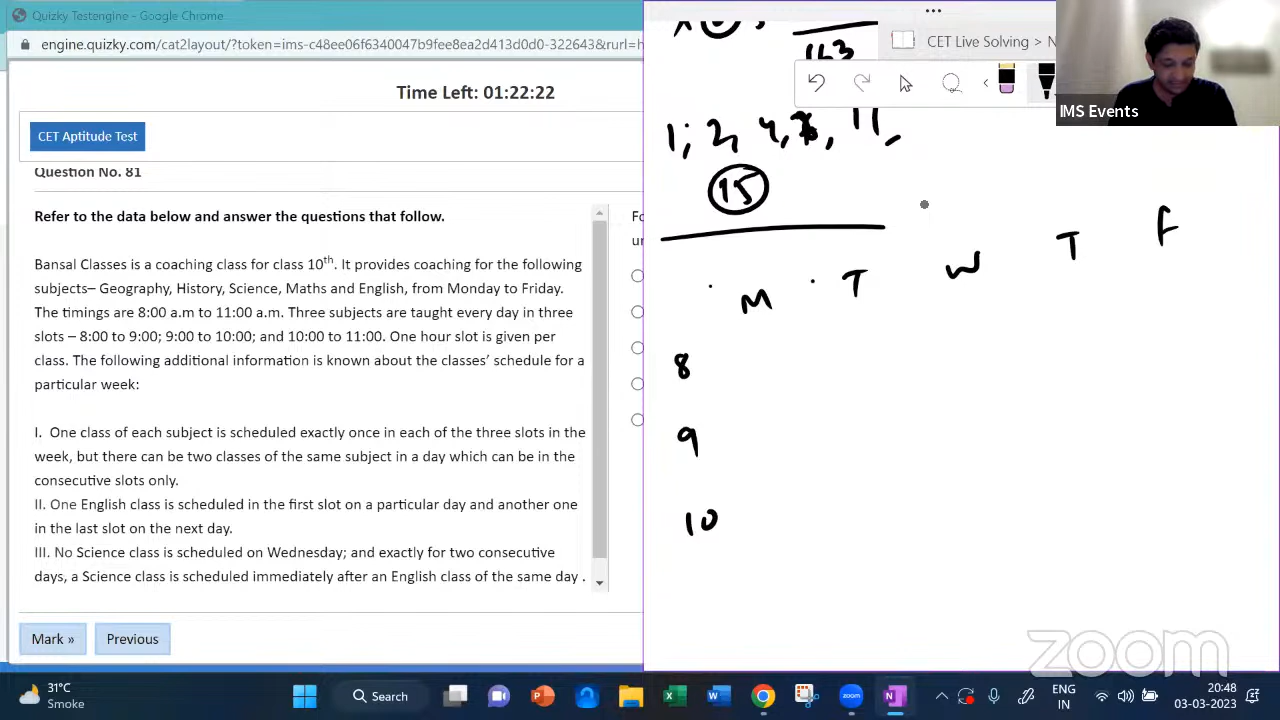 Quizky Testengine - Google Chrome
engine.quizky.com/cat2layout/?token=ims-c48ee06f6340047b9fee8ea2d413d0d0-322643&rurl=h
Time Left: 01:22:22
CET Aptitude Test
Question No. 81
Refer to the data below and answer the questions that follow.
Bansal Classes is a coaching class for class 10th. It provides coaching for the following
subjects– Geography, History, Science, Maths and English, from Monday to Friday.
The timings are 8:00 a.m to 11:00 a.m. Three subjects are taught every day in three
slots – 8:00 to 9:00; 9:00 to 10:00; and 10:00 to 11:00. One hour slot is given per
class. The following additional information is known about the classes' schedule for a
particular week:
I. One class of each subject is scheduled exactly once in each of the three slots in the
week, but there can be two classes of the same subject in a day which can be in the
consecutive slots only.
II. One English class is scheduled in the first slot on a particular day and another one
in the last slot on the next day.
III. No Science class is scheduled on Wednesday; and exactly for two consecutive
days, a Science class is scheduled immediately after an English class of the same day .
Fo
ur
Mark »
Previous
CET Live Solving > N
IMS Events
163
1; 2, 4, 7, 11,
15
M T W T F
8
9
10
zoom
31°C
Smoke
Search
ENG
IN
20:48
03-03-2023